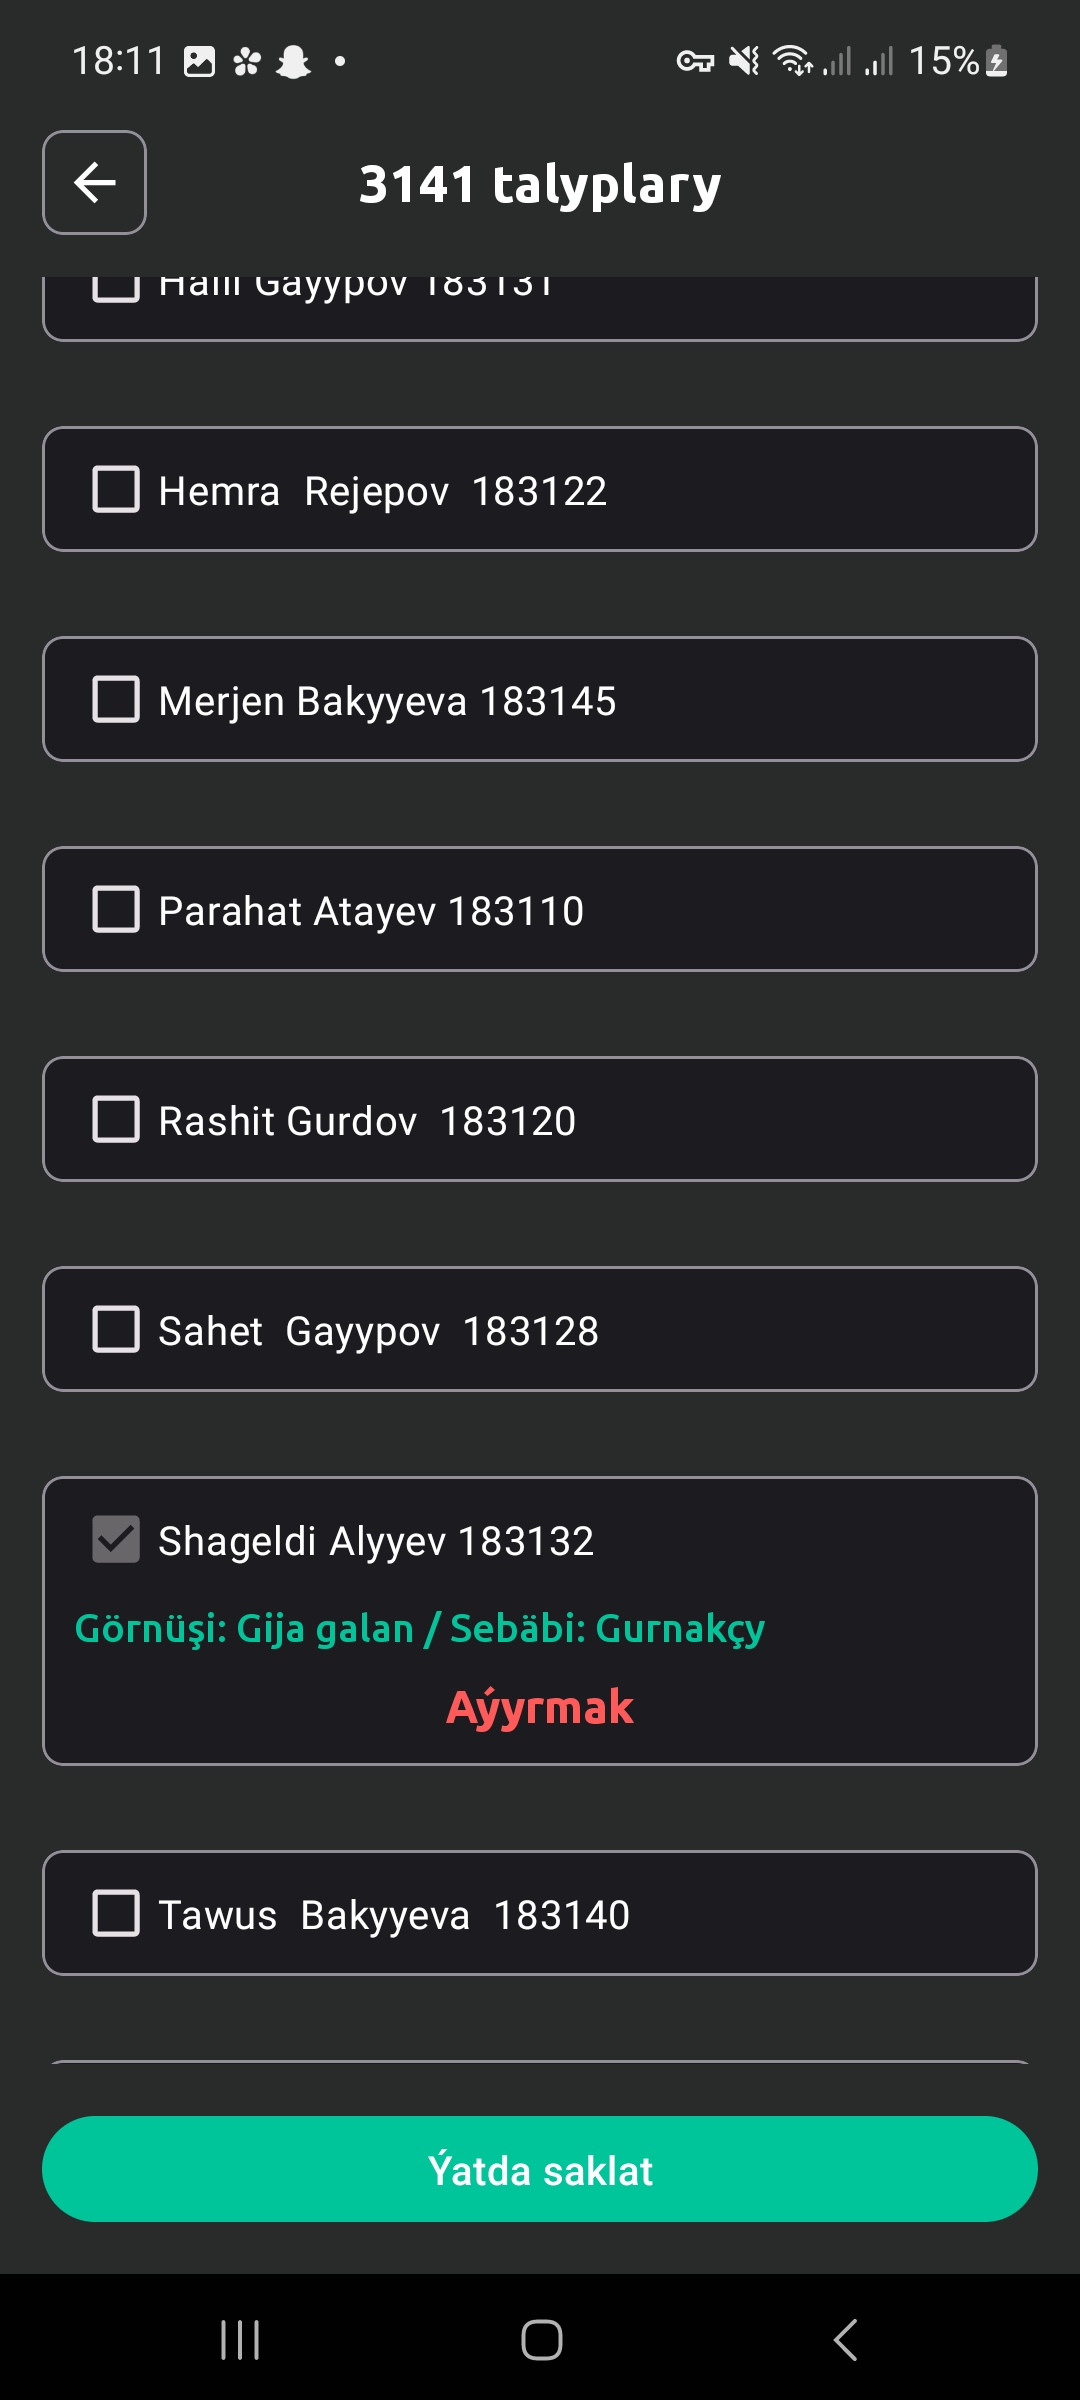 18:11 15%
3141 talyplary
Halil Gayypov 183131
Hemra Rejepov 183122
Merjen Bakyyeva 183145
Parahat Atayev 183110
Rashit Gurdov 183120
Sahet Gayypov 183128
Shageldi Alyyev 183132
Görnüşi: Gija galan / Sebäbi: Gurnakçy
Aýyrmak
Tawus Bakyyeva 183140
Ýatda saklat